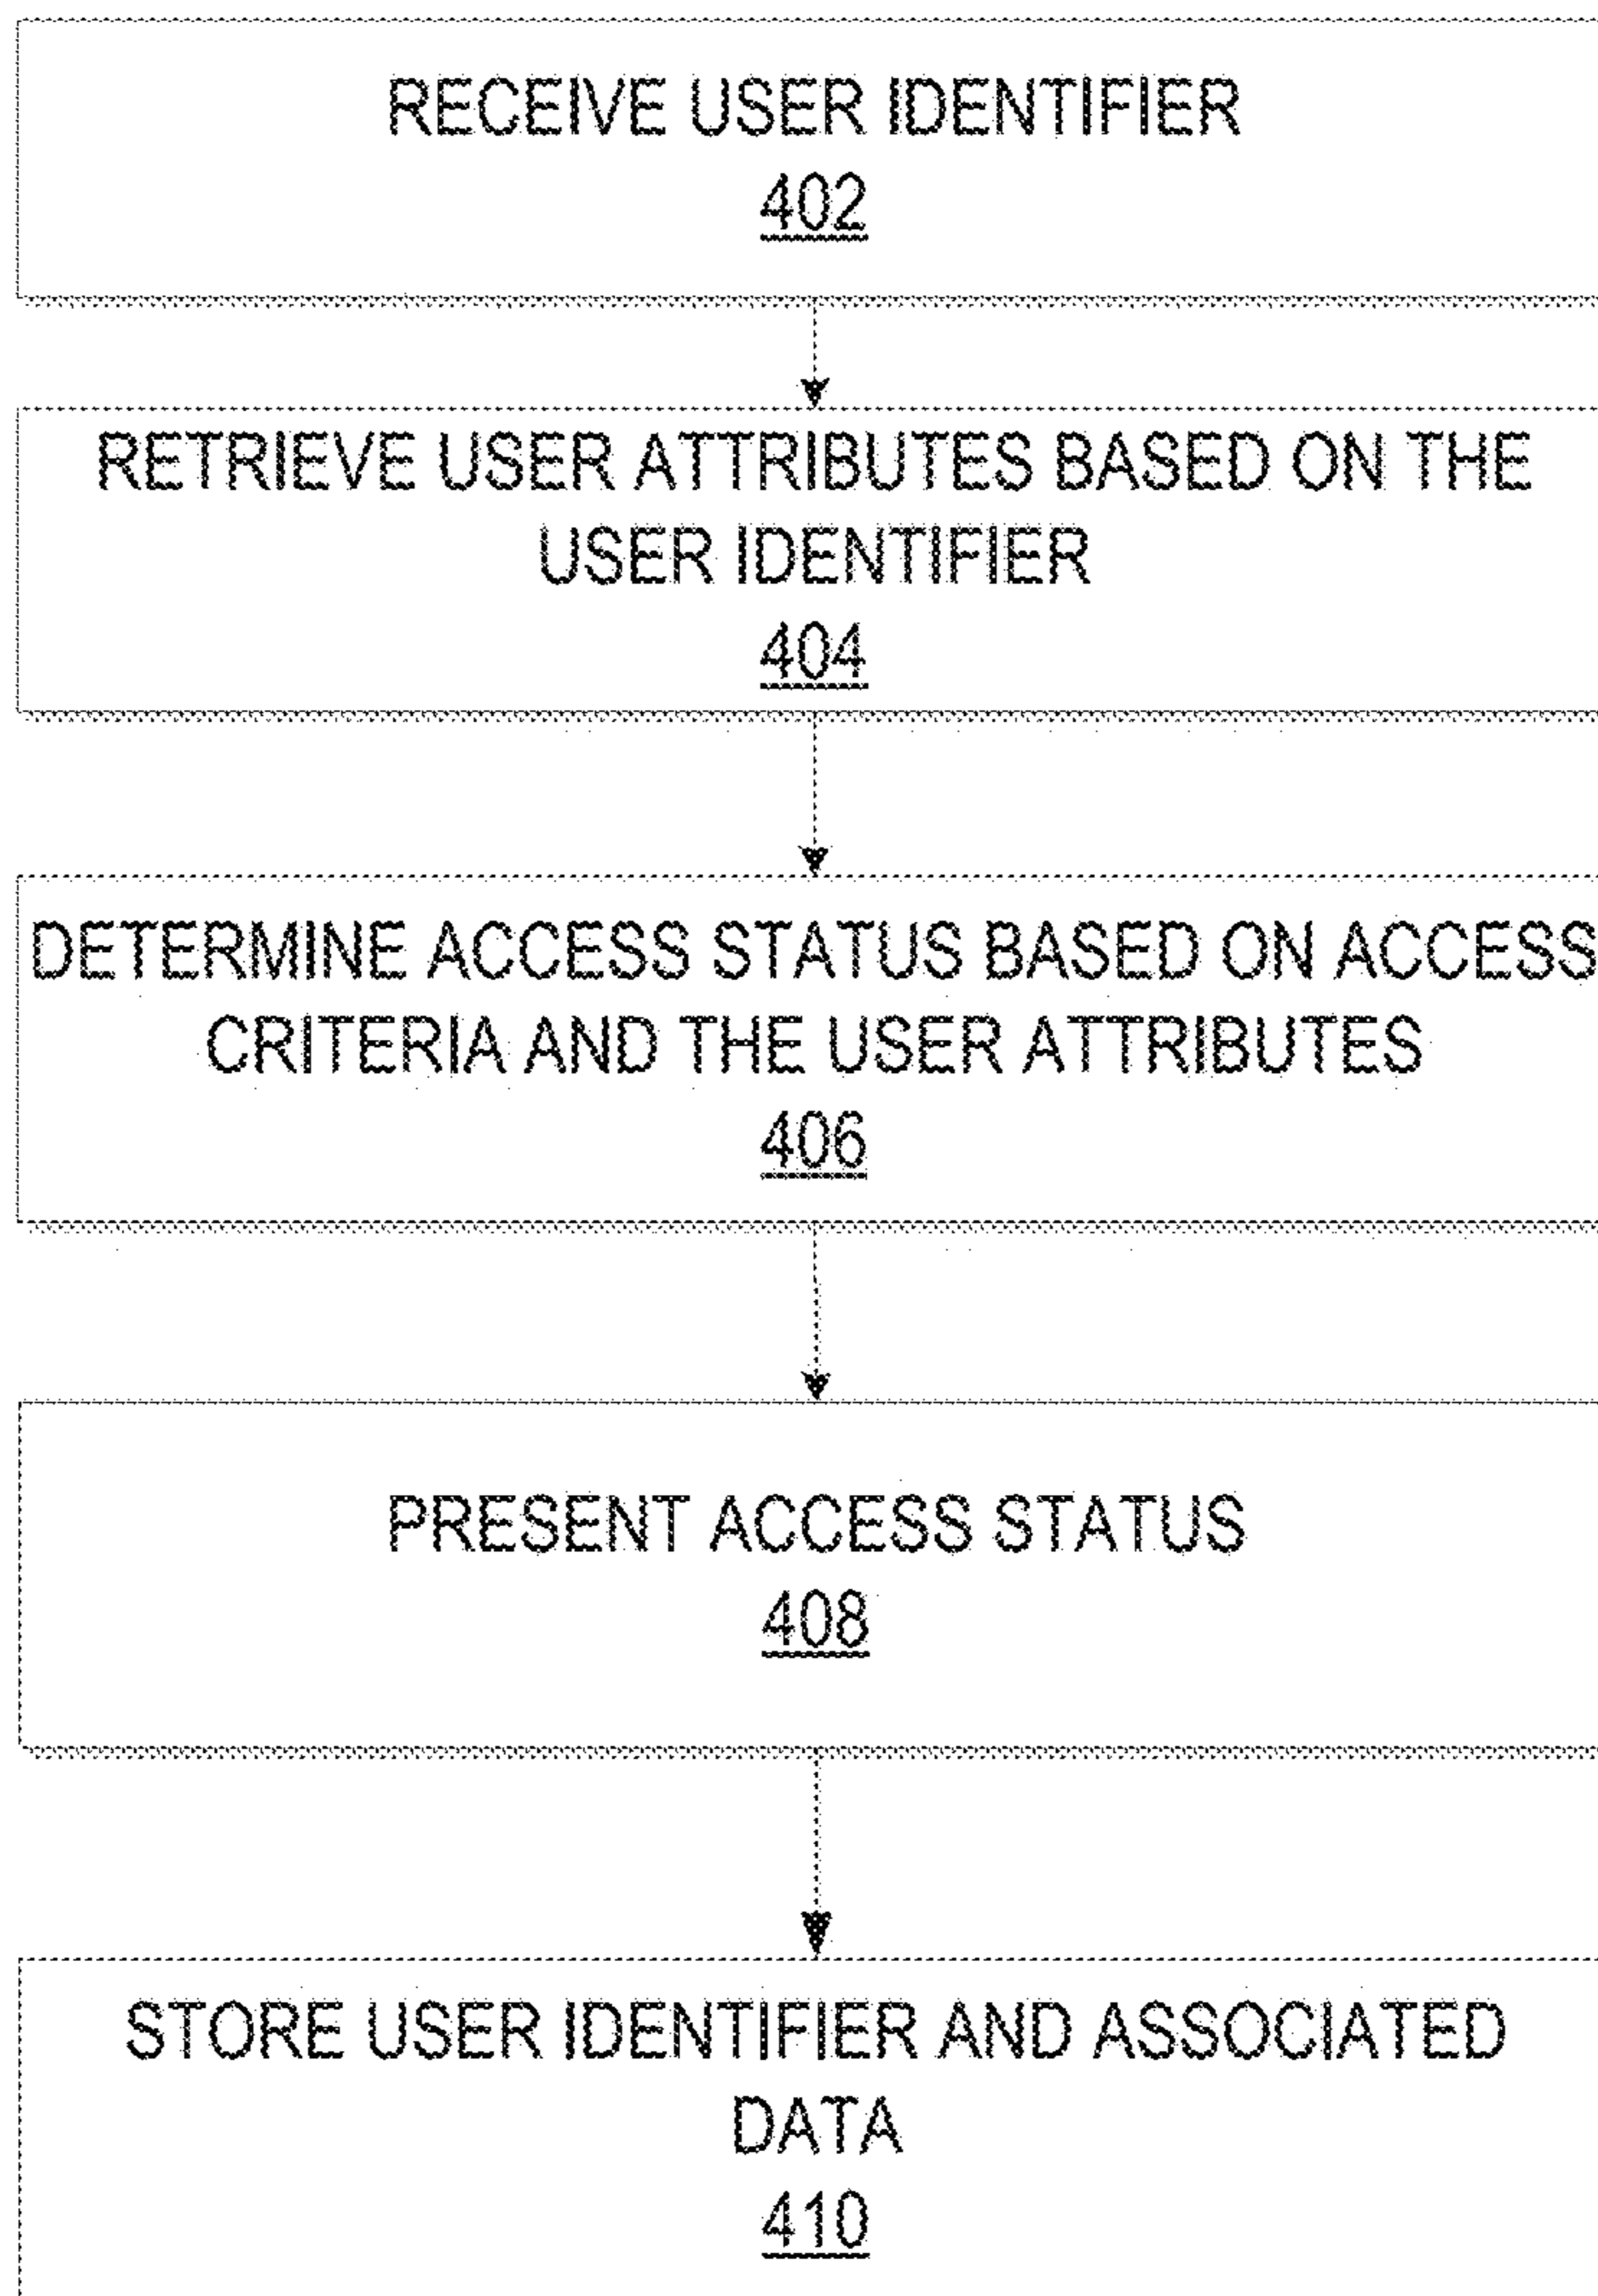 RECEIVE USER IDENTIFIER
402
RETRIEVE USER ATTRIBUTES BASED ON THE
USER IDENTIFIER
404
DETERMINE ACCESS STATUS BASED ON ACCESS
CRITERIA AND THE USER ATTRIBUTES
406
PRESENT ACCESS STATUS
408
STORE USER IDENTIFIER AND ASSOCIATED
DATA
410